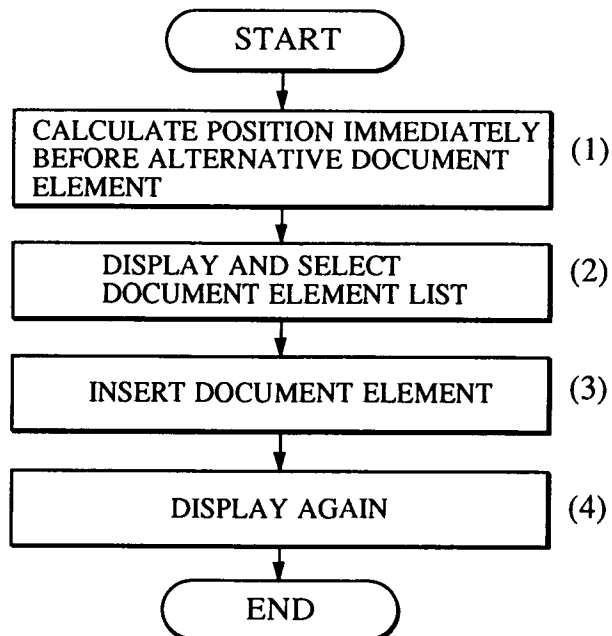 START
CALCULATE POSITION IMMEDIATELY
BEFORE ALTERNATIVE DOCUMENT
ELEMENT
(1)
DISPLAY AND SELECT
DOCUMENT ELEMENT LIST
(2)
INSERT DOCUMENT ELEMENT
(3)
DISPLAY AGAIN
(4)
END